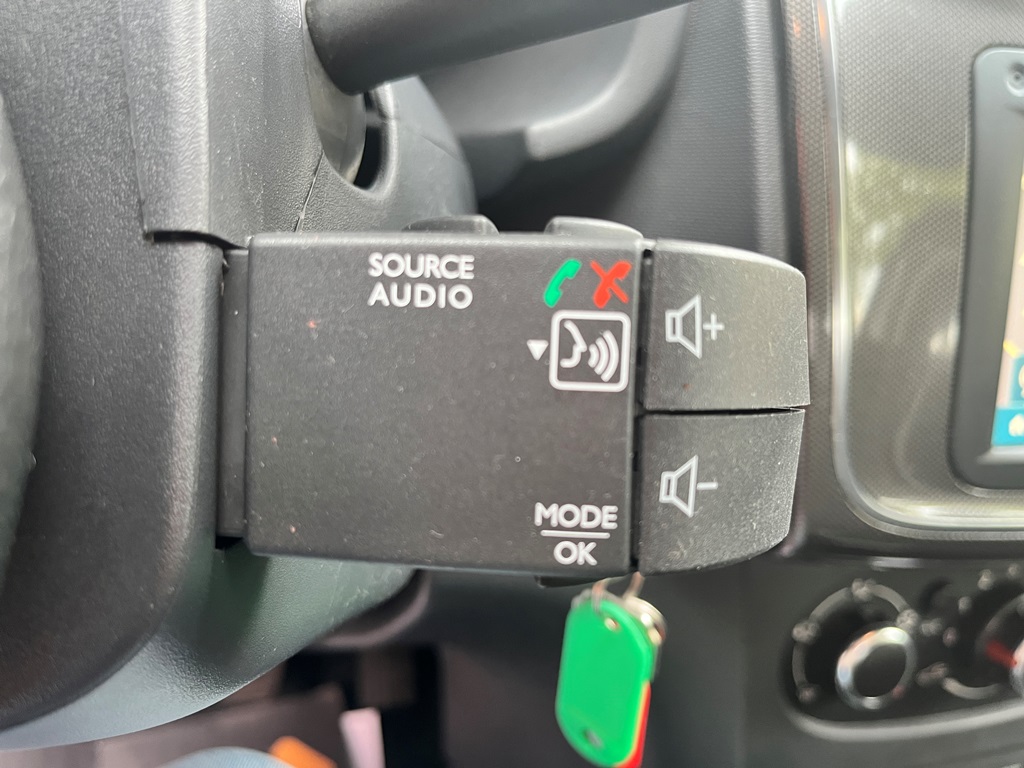 SOURCE
AUDIO
+
MODE
OK
-